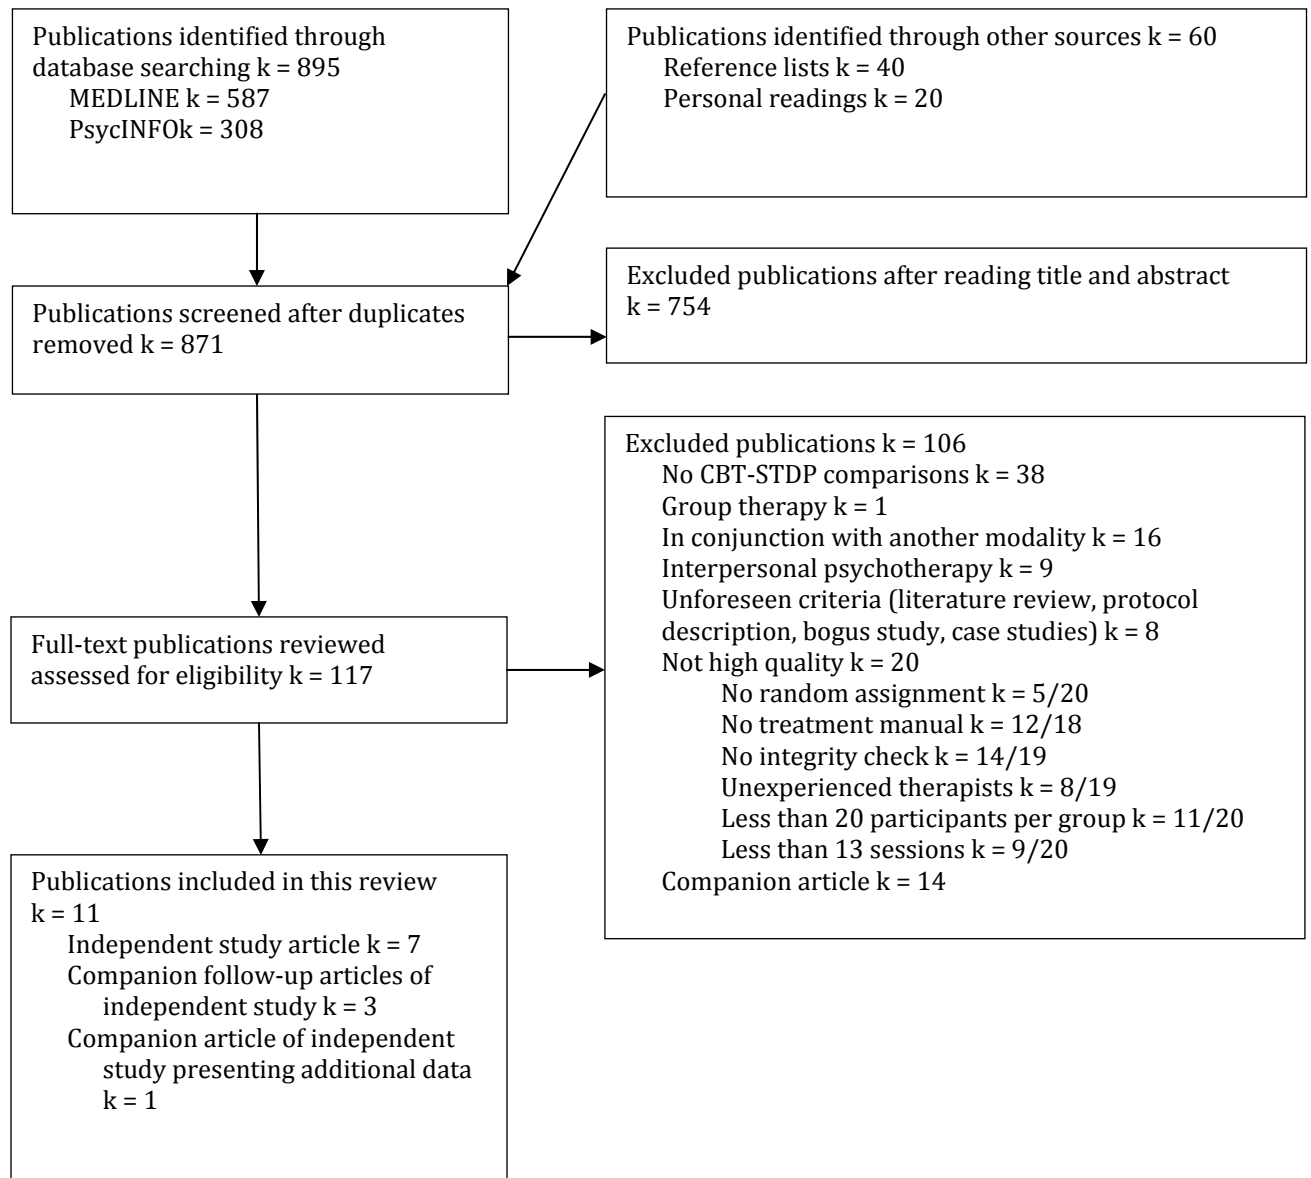 Publications identified through
database searching k = 895
MEDLINE k = 587
PsycINFOk = 308
Publications identified through other sources k = 60
Reference lists k = 40
Personal readings k = 20
Publications screened after duplicates
removed k = 871
Excluded publications after reading title and abstract
k = 754
Full-text publications reviewed
assessed for eligibility k = 117
Excluded publications k = 106
No CBT-STDP comparisons k = 38
Group therapy k = 1
In conjunction with another modality k = 16
Interpersonal psychotherapy k = 9
Unforeseen criteria (literature review, protocol
description, bogus study, case studies) k = 8
Not high quality k = 20
No random assignment k = 5/20
No treatment manual k = 12/18
No integrity check k = 14/19
Unexperienced therapists k = 8/19
Less than 20 participants per group k = 11/20
Less than 13 sessions k = 9/20
Companion article k = 14
Publications included in this review
k = 11
Independent study article k = 7
Companion follow-up articles of
independent study k = 3
Companion article of independent
study presenting additional data
k = 1